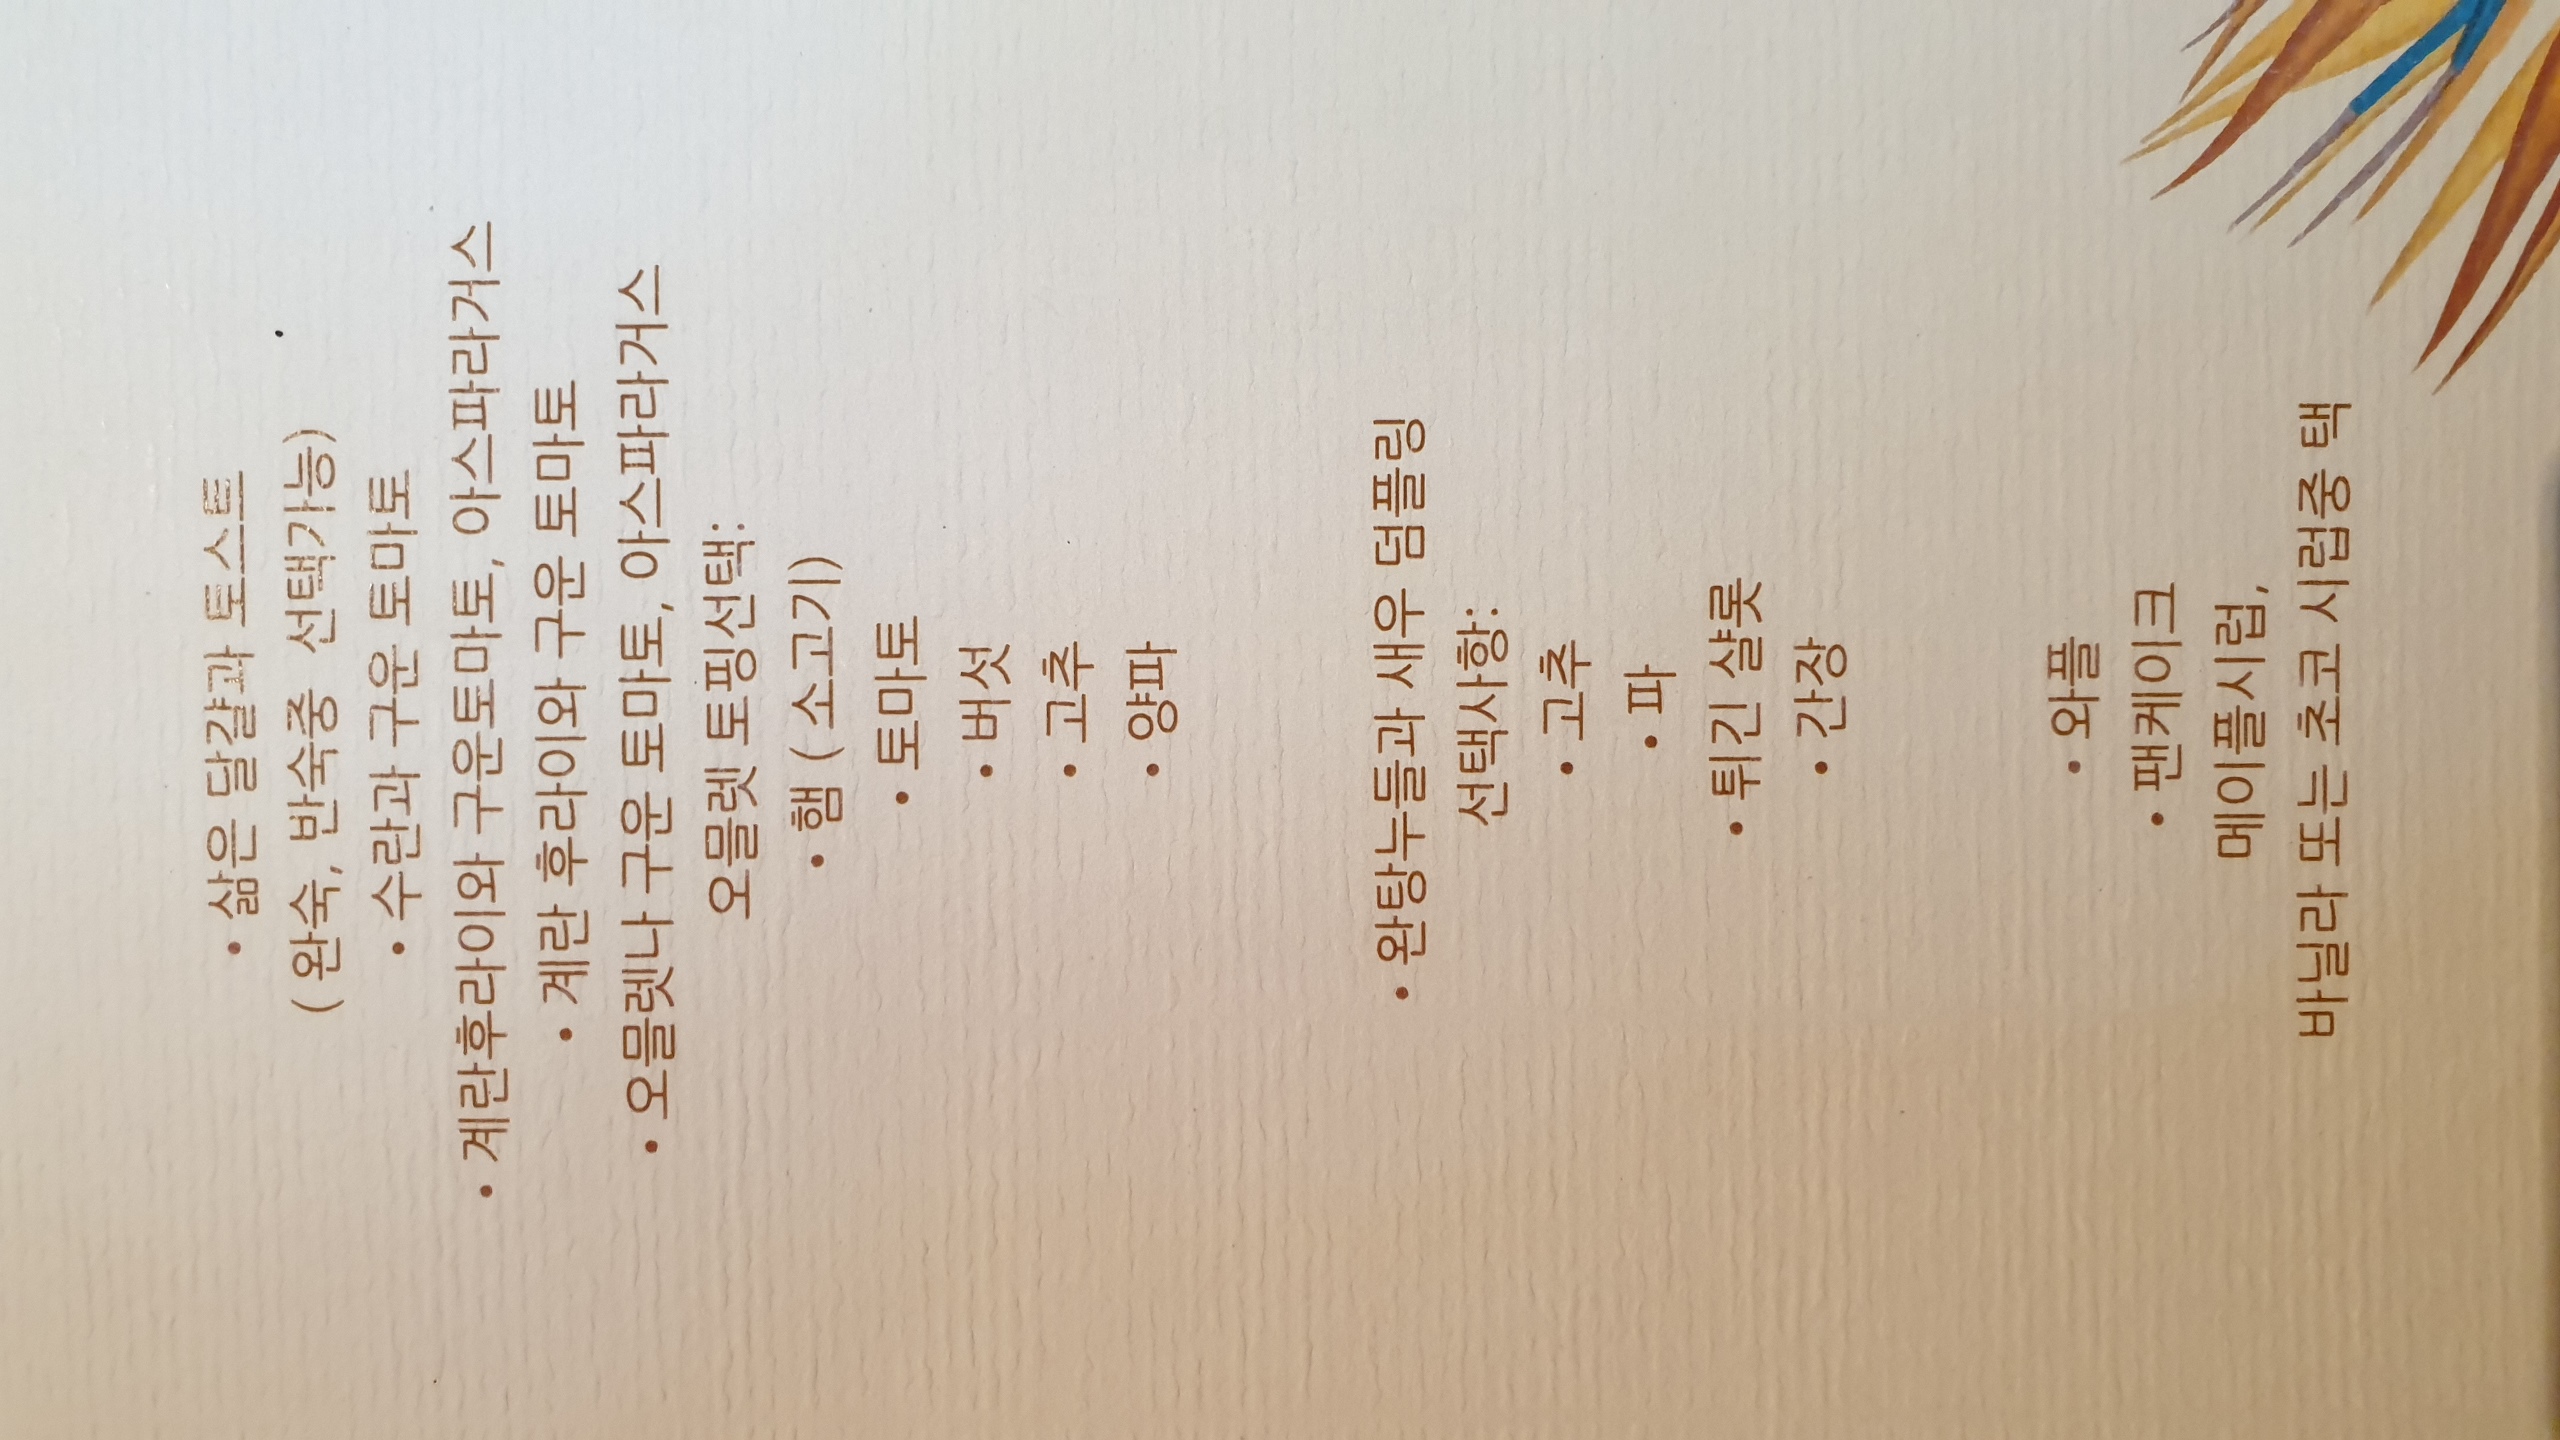 • 삶은 달걀과 토스트
( 완숙, 반숙중 선택가능)
• 수란과 구운 토마토
• 계란후라이와 구운토마토, 아스파라거스
• 계란 후라이와 구운 토마토
• 오믈렛나 구운 토마토, 아스파라거스
오믈렛 토핑선택:
• 햄 ( 소고기)
• 토마토
• 버섯
• 고추
• 양파
• 완탕누들과 새우 덤플링
선택사항:
• 고추
• 파
• 튀긴 샬롯
• 간장
• 와플
• 팬케이크
메이플시럽,
바닐라 또는 초코 시럽중 택